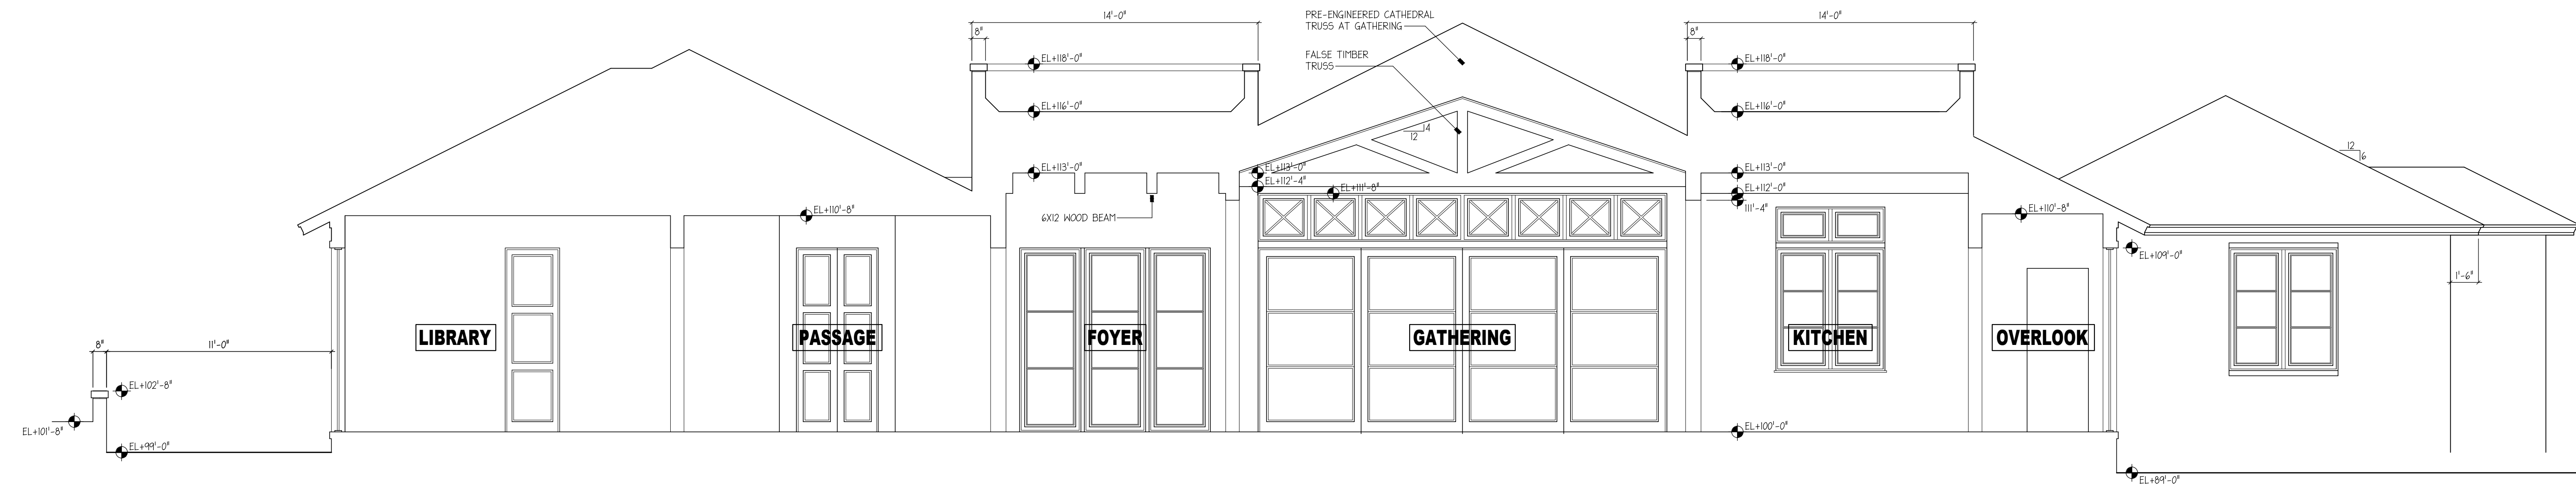 14'-0"
PRE-ENGINEERED CATHEDRAL
TRUSS AT GATHERING
14'-0"
8"
8"
EL+118'-0"
FALSE TIMBER
TRUSS
EL+118'-0"
EL+116'-0"
EL+116'-0"
14
12
12
6
EL+113'-0"
EL+113'-0"
EL+113'-0"
EL+112'-4"
EL+111'-8"
EL+112'-0"
111'-4"
EL+110'-8"
6X12 WOOD BEAM
EL+110'-8"
EL+109'-0"
1'-6"
LIBRARY
PASSAGE
FOYER
GATHERING
KITCHEN
OVERLOOK
8"
11'-0"
EL+102'-8"
EL+101'-8"
EL+100'-0"
EL+99'-0"
EL+89'-0"